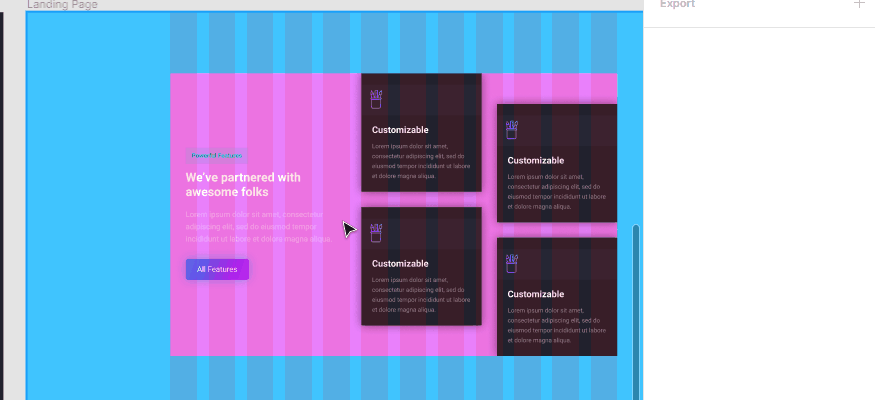 Landing Page
Export
Powerful Features
We've partnered with
awesome folks
Lorem ipsum dolor sit amet, consectetur
adipiscing elit, sed do eiusmod tempor
incididunt ut labore et dolore magna aliqua.
All Features
Customizable
Lorem ipsum dolor sit amet,
consectetur adipiscing elit, sed do
eiusmod tempor incididunt ut labore
et dolore magna aliqua.
Customizable
Lorem ipsum dolor sit amet,
consectetur adipiscing elit, sed do
eiusmod tempor incididunt ut labore
et dolore magna aliqua.
Customizable
Lorem ipsum dolor sit amet,
consectetur adipiscing elit, sed do
eiusmod tempor incididunt ut labore
et dolore magna aliqua.
Customizable
Lorem ipsum dolor sit amet,
consectetur adipiscing elit, sed do
eiusmod tempor incididunt ut labore
et dolore magna aliqua.